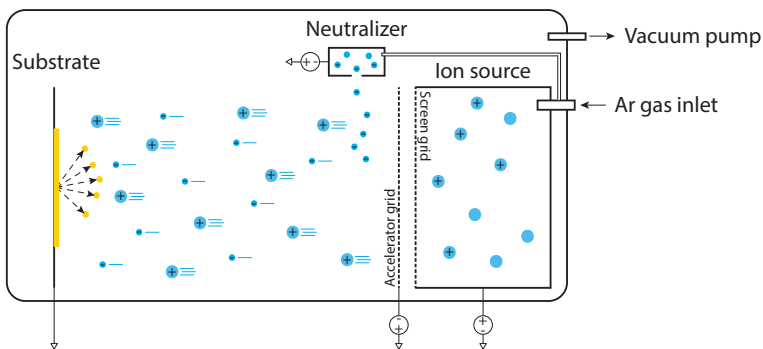 Neutralizer
Vacuum pump
Substrate
Ion source
Ar gas inlet
Screen grid
Accelerator grid